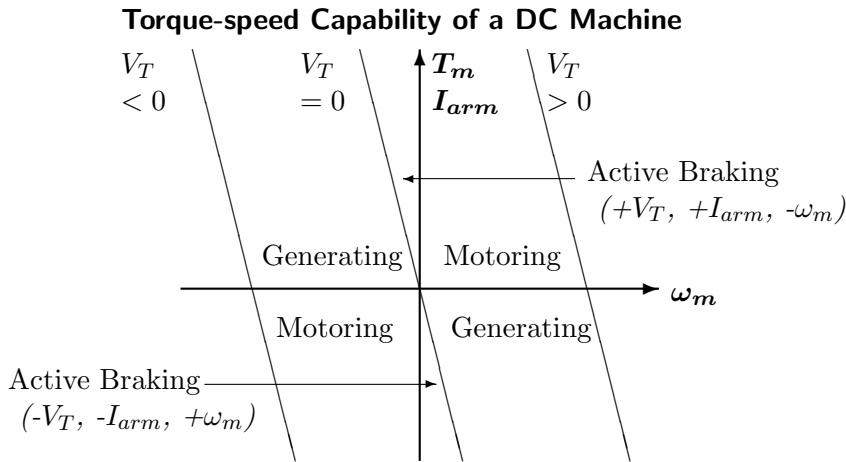 Torque-speed Capability of a DC Machine
V_T
< 0
V_T
= 0
T_m
I_arm
V_T
> 0
Active Braking
(+V_T, +I_arm, -ω_m)
Generating
Motoring
ω_m
Motoring
Generating
Active Braking
(-V_T, -I_arm, +ω_m)